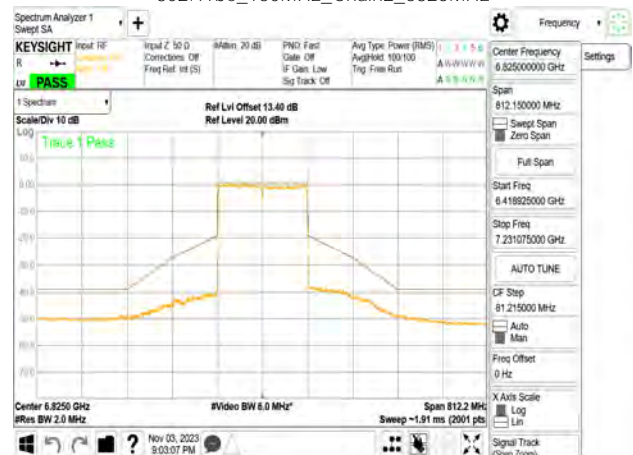 Spectrum Analyzer 1
Swept SA
Frequency
KEYSIGHT
Input: RF
Input Z: 50 Ω
Corrections: Off
Freq Ref: Int (S)
#Atten: 20 dB
PNO: Fast
Gate: Off
IF Gain: Low
Sig Track: Off
Avg Type: Power (RMS)
Avg|Hold: 100/100
Trig: Free Run
PASS
1 Spectrum
Scale/Div 10 dB
Ref Lvl Offset 13.40 dB
Ref Level 20.00 dBm
Log
Trace 1 Pass
Center 6.8250 GHz
#Res BW 2.0 MHz
#Video BW 6.0 MHz*
Span 812.2 MHz
Sweep ~1.91 ms (2001 pts
Nov 03, 2023
9:03:07 PM
Center Frequency
6.825000000 GHz
Settings
Span
812.150000 MHz
Swept Span
Zero Span
Full Span
Start Freq
6.418925000 GHz
Stop Freq
7.231075000 GHz
AUTO TUNE
CF Step
81.215000 MHz
Auto
Man
Freq Offset
0 Hz
X Axis Scale
Log
Lin
Signal Track
(Span Zoom)